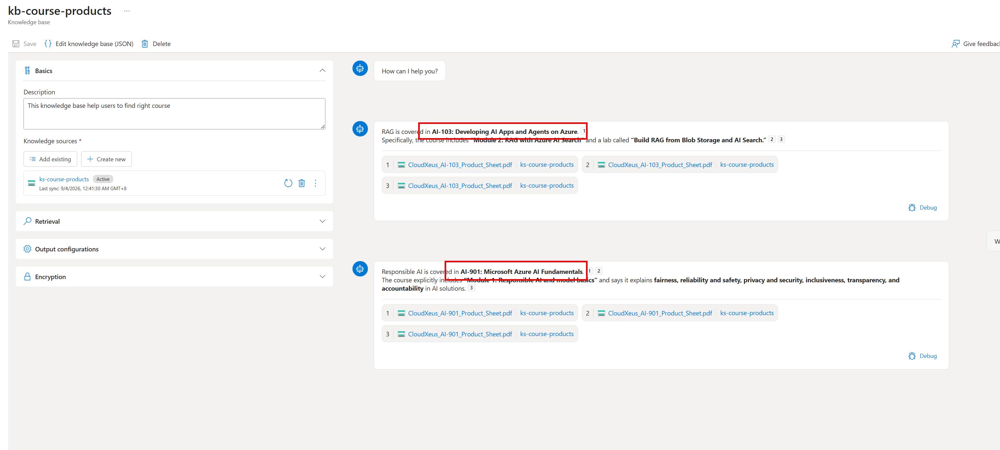 kb-course-products ...
Knowledge base
Save {} Edit knowledge base (JSON) Delete
Give feedbac
Basics
Description
This knowledge base help users to find right course
Knowledge sources *
Add existing
+ Create new
ks-course-products Active
Last sync: 9/4/2026, 12:41:30 AM GMT+8
Retrieval
Output configurations
Encryption
How can I help you?
RAG is covered in AI-103: Developing AI Apps and Agents on Azure. 1
Specifically, the course includes “Module 2: RAG with Azure AI Search” and a lab called “Build RAG from Blob Storage and AI Search.” 2 3
1 CloudXeus_AI-103_Product_Sheet.pdf ks-course-products
2 CloudXeus_AI-103_Product_Sheet.pdf ks-course-products
3 CloudXeus_AI-103_Product_Sheet.pdf ks-course-products
Debug
W
Responsible AI is covered in AI-901: Microsoft Azure AI Fundamentals. 1 2
The course explicitly includes “Module 1: Responsible AI and model basics” and says it explains fairness, reliability and safety, privacy and security, inclusiveness, transparency, and
accountability in AI solutions. 3
1 CloudXeus_AI-901_Product_Sheet.pdf ks-course-products
2 CloudXeus_AI-901_Product_Sheet.pdf ks-course-products
3 CloudXeus_AI-901_Product_Sheet.pdf ks-course-products
Debug